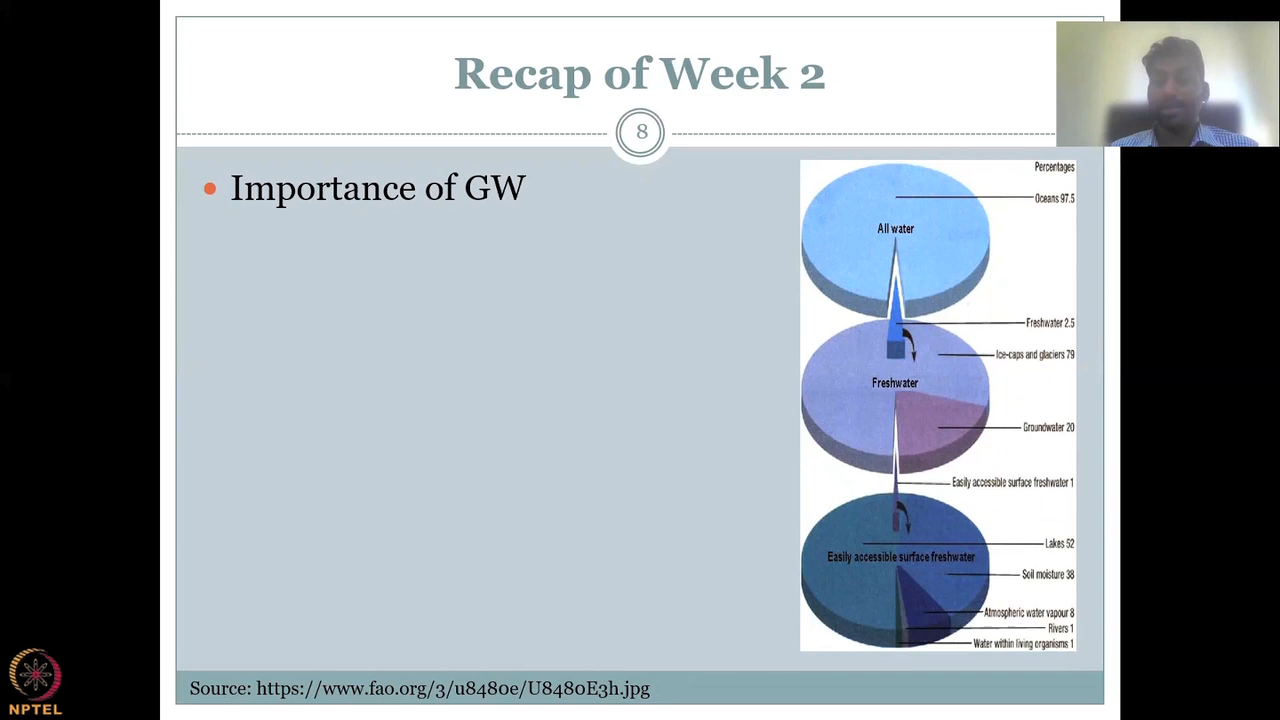 Recap of Week 2
8
• Importance of GW
Percentages
Oceans 97.5
All water
Freshwater 2.5
Ice-caps and glaciers 79
Freshwater
Groundwater 20
Easily accessible surface freshwater 1
Lakes 52
Easily accessible surface freshwater
Soil moisture 38
Atmospheric water vapour 8
Rivers 1
Water within living organisms 1
Source: https://www.fao.org/3/u8480e/U8480E3h.jpg
NPTEL